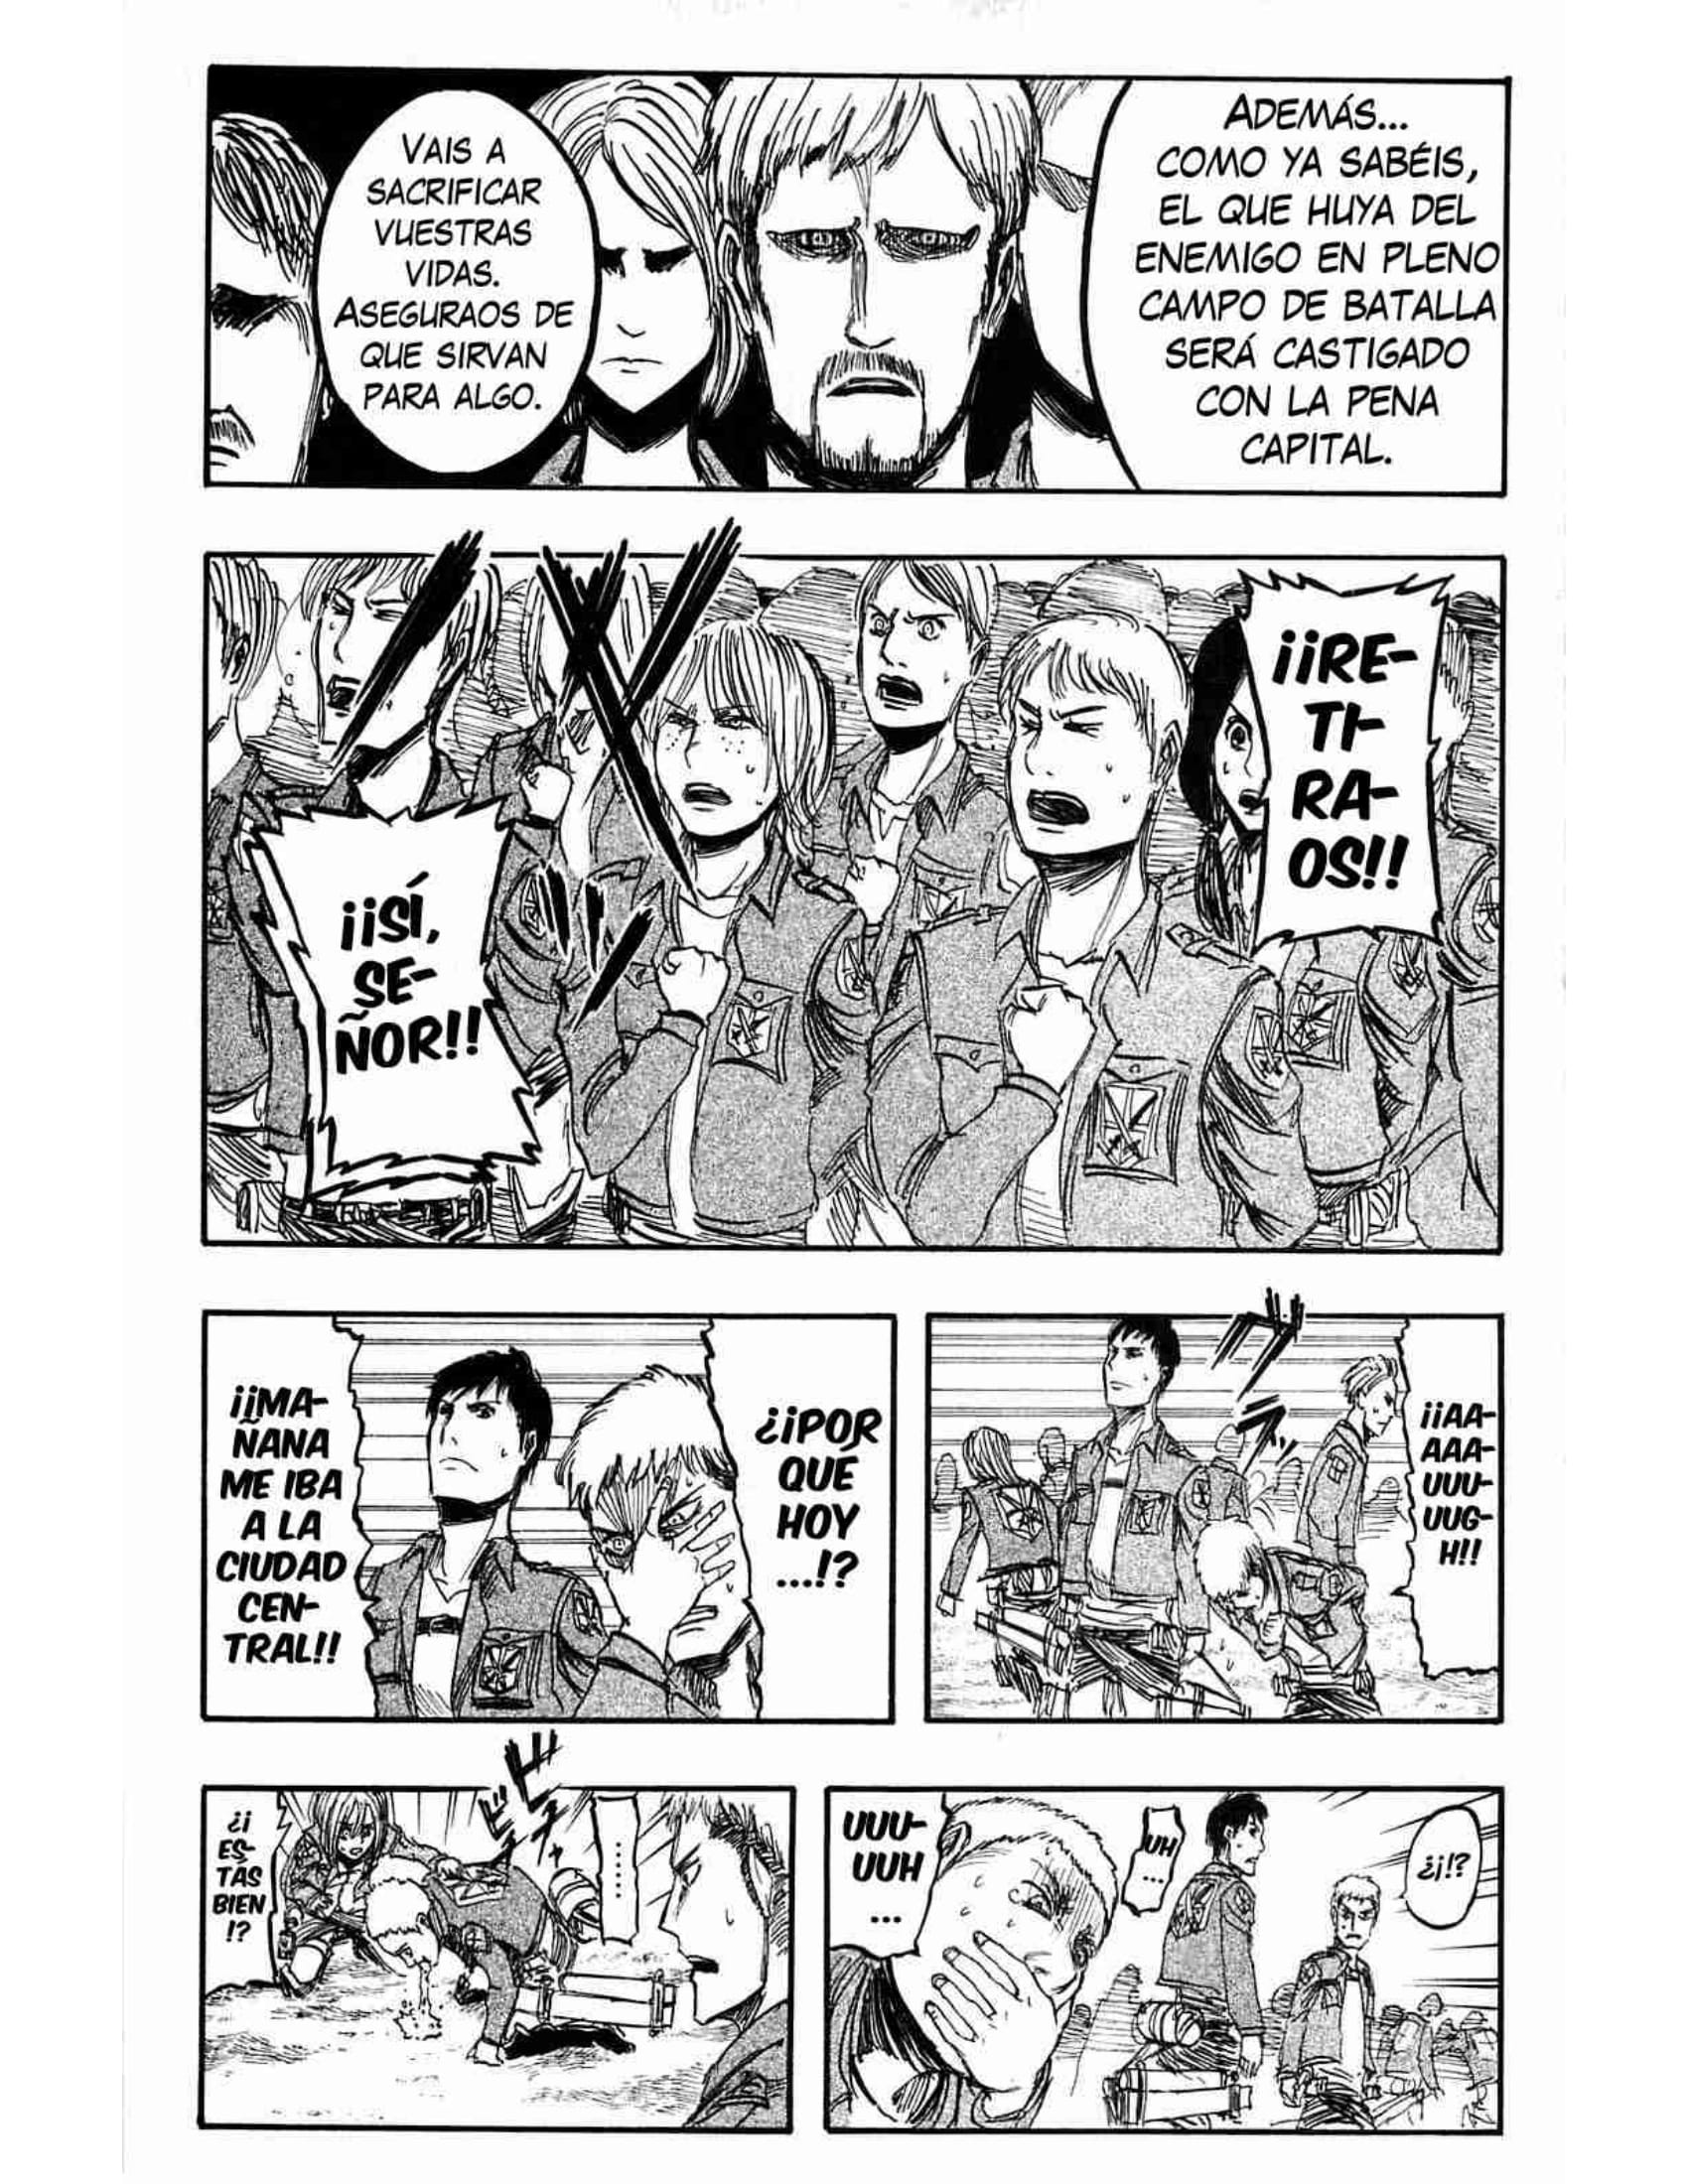 ADEMÁS...
COMO YA SABÉIS,
EL QUE HUYA DEL
ENEMIGO EN PLENO
CAMPO DE BATALLA
SERÁ CASTIGADO
CON LA PENA
CAPITAL.
VAIS A
SACRIFICAR
VUESTRAS
VIDAS.
ASEGURAOS DE
QUE SIRVAN
PARA ALGO.
¡¡RE-
TI-
RA-
OS!!
¡¡SÍ,
SE-
ÑOR!!
¡¡AA-
AAA-
UUU-
UUG-
H!!
¿¡POR
QUÉ
HOY
...!?
¡¡MA-
ÑANA
ME IBA
A LA
CIUDAD
CEN-
TRAL!!
¿¡!?
UH
...
UUU-
UUH
...
......
¿¡
ES-
TÁS
BIEN
!?